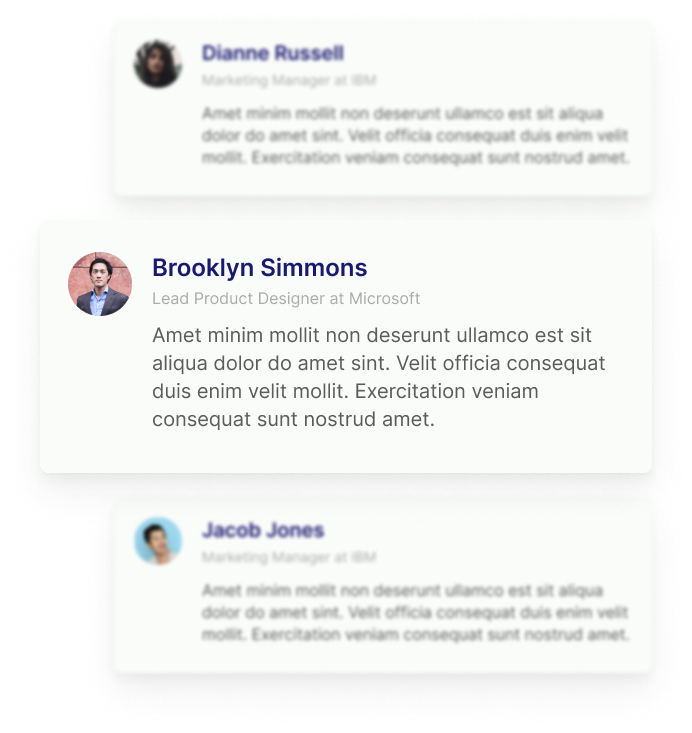 Dianne Russell
Marketing Manager at IBM
Amet minim mollit non deserunt ullamco est sit aliqua
dolor do amet sint. Velit officia consequat duis enim velit
mollit. Exercitation veniam consequat sunt nostrud amet.
Brooklyn Simmons
Lead Product Designer at Microsoft
Amet minim mollit non deserunt ullamco est sit
aliqua dolor do amet sint. Velit officia consequat
duis enim velit mollit. Exercitation veniam
consequat sunt nostrud amet.
Jacob Jones
Marketing Manager at IBM
Amet minim mollit non deserunt ullamco est sit aliqua
dolor do amet sint. Velit officia consequat duis enim velit
mollit. Exercitation veniam consequat sunt nostrud amet.